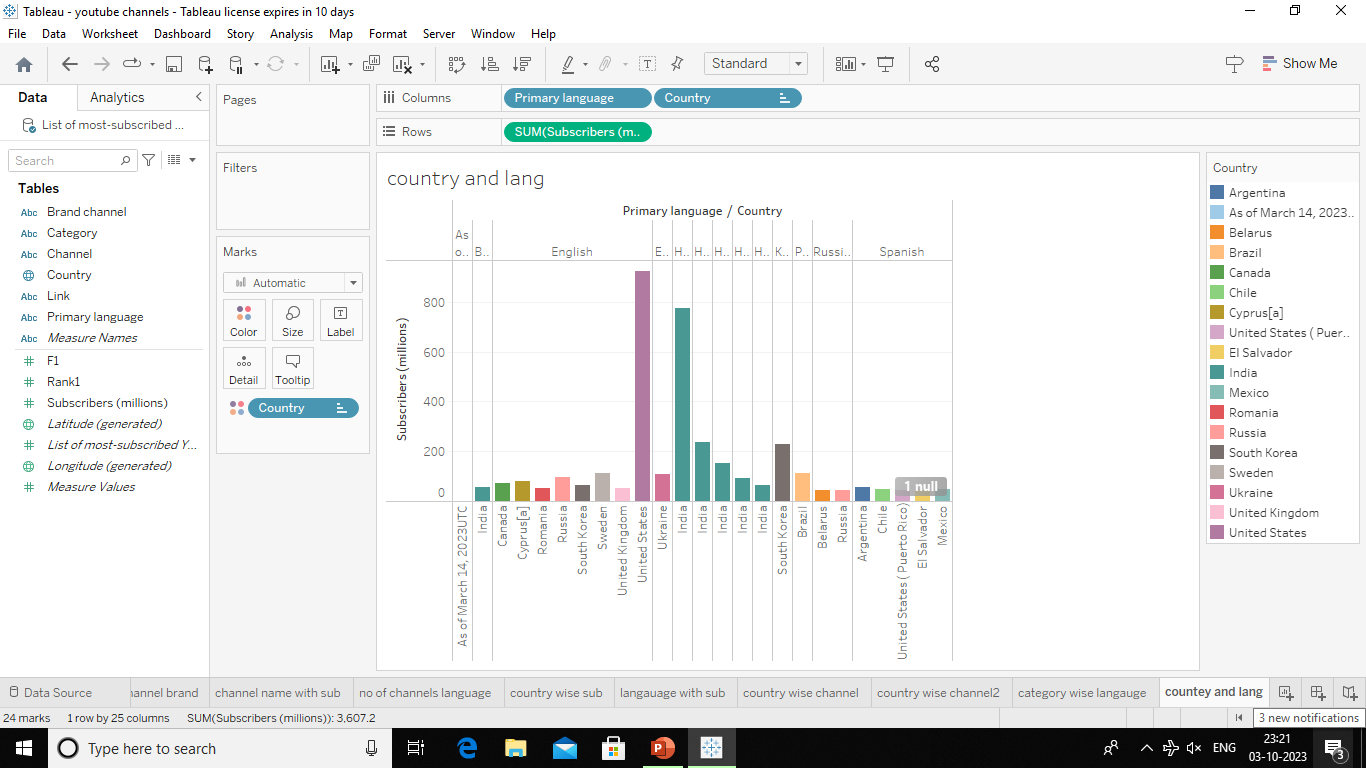 Tableau - youtube channels - Tableau license expires in 10 days
File Data Worksheet Dashboard Story Analysis Map Format Server Window Help
Standard
Show Me
Data Analytics
List of most-subscribed ...
Search
Tables
Abc Brand channel
Abc Category
Abc Channel
Country
Abc Link
Abc Primary language
Abc Measure Names
F1
Rank1
Subscribers (millions)
Latitude (generated)
List of most-subscribed Y...
Longitude (generated)
Measure Values
Pages
Filters
Marks
Automatic
Color Size Label
Detail Tooltip
Country
Columns Primary language Country
Rows SUM(Subscribers (m..
country and lang
Primary language / Country
As
o.. B.. English E.. H.. H.. H.. H.. H.. K.. P.. Russi.. Spanish
Subscribers (millions)
800
600
400
200
0
1 null
As of March 14, 2023UTC
India
Canada
Cyprus[a]
Romania
Russia
South Korea
Sweden
United Kingdom
United States
Ukraine
India
India
India
India
India
South Korea
Brazil
Belarus
Russia
Argentina
Chile
United States ( Puerto Rico)
El Salvador
Mexico
Country
Argentina
As of March 14, 2023..
Belarus
Brazil
Canada
Chile
Cyprus[a]
United States ( Puer..
El Salvador
India
Mexico
Romania
Russia
South Korea
Sweden
Ukraine
United Kingdom
United States
Data Source hannel brand channel name with sub no of channels language country wise sub langauage with sub country wise channel country wise channel2 category wise langauge countey and lang
24 marks 1 row by 25 columns SUM(Subscribers (millions)): 3,607.2
3 new notifications
Type here to search
ENG
23:21
03-10-2023
3